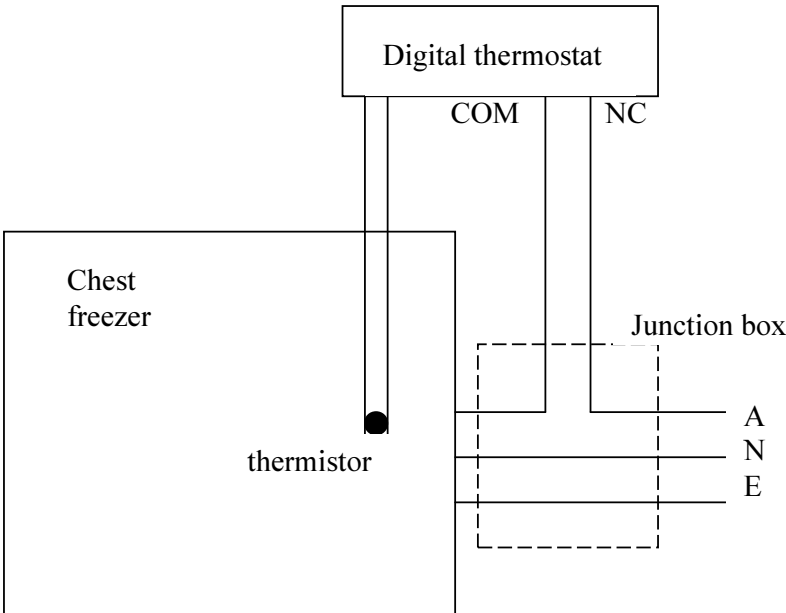 Digital thermostat
COM NC
Chest
freezer
Junction box
A
thermistor
N
E